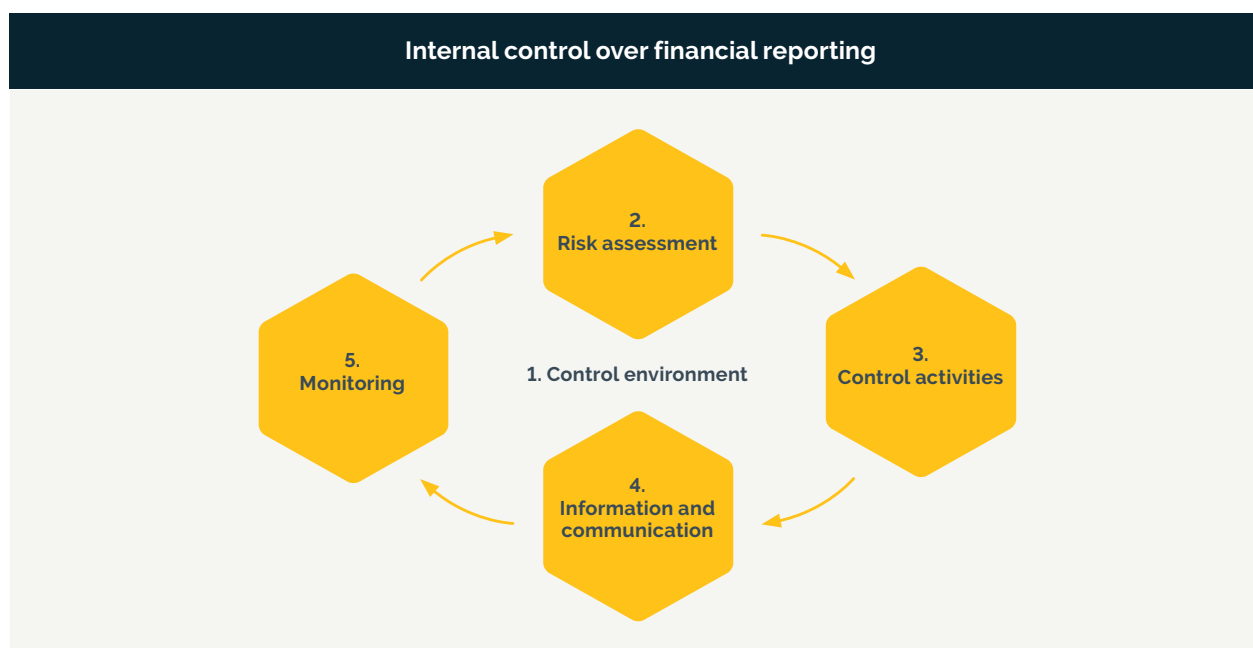 Internal control over financial reporting
2.
Risk assessment
3.
Control activities
1. Control environment
5.
Monitoring
4.
Information and
communication